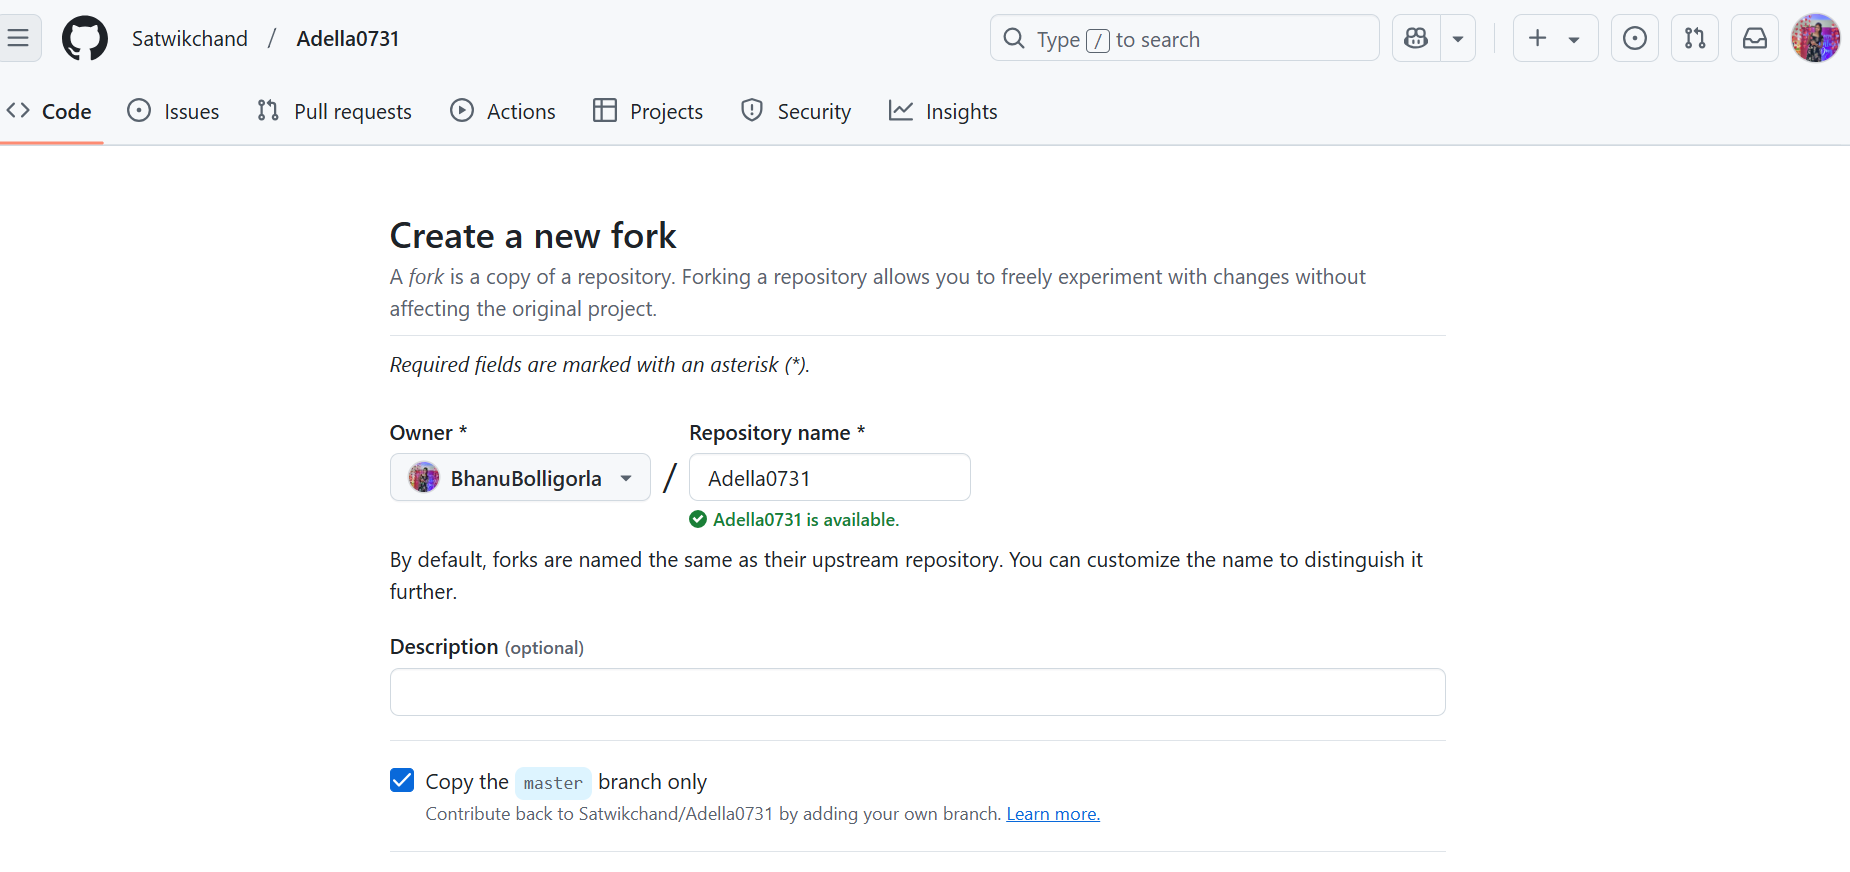 Satwikchand / Adella0731
Type / to search
Code
Issues
Pull requests
Actions
Projects
Security
Insights
Create a new fork
A fork is a copy of a repository. Forking a repository allows you to freely experiment with changes without
affecting the original project.
Required fields are marked with an asterisk (*).
Owner *
Repository name *
BhanuBolligorla / Adella0731
Adella0731 is available.
By default, forks are named the same as their upstream repository. You can customize the name to distinguish it
further.
Description (optional)
Copy the master branch only
Contribute back to Satwikchand/Adella0731 by adding your own branch. Learn more.